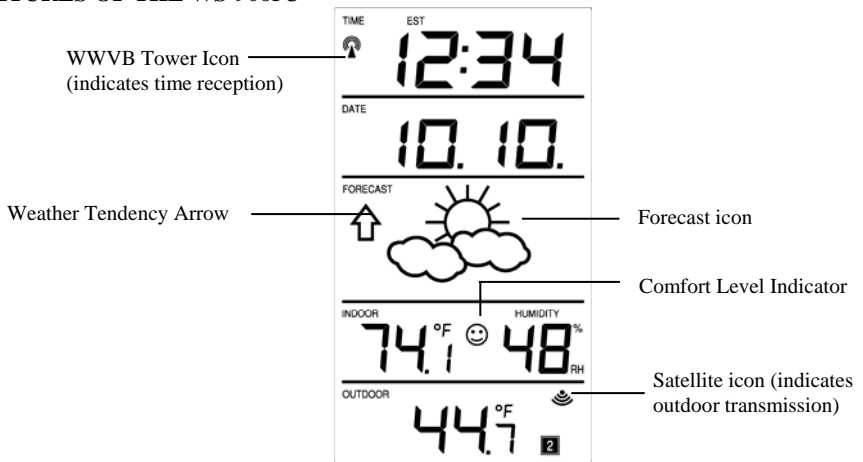 TIME EST
12:34
WWVB Tower Icon
(indicates time reception)
DATE
10. 10.
FORECAST
Weather Tendency Arrow
Forecast icon
Comfort Level Indicator
INDOOR HUMIDITY
74.1 °F 48 % RH
Satellite icon (indicates
outdoor transmission)
OUTDOOR
44.7 °F 2